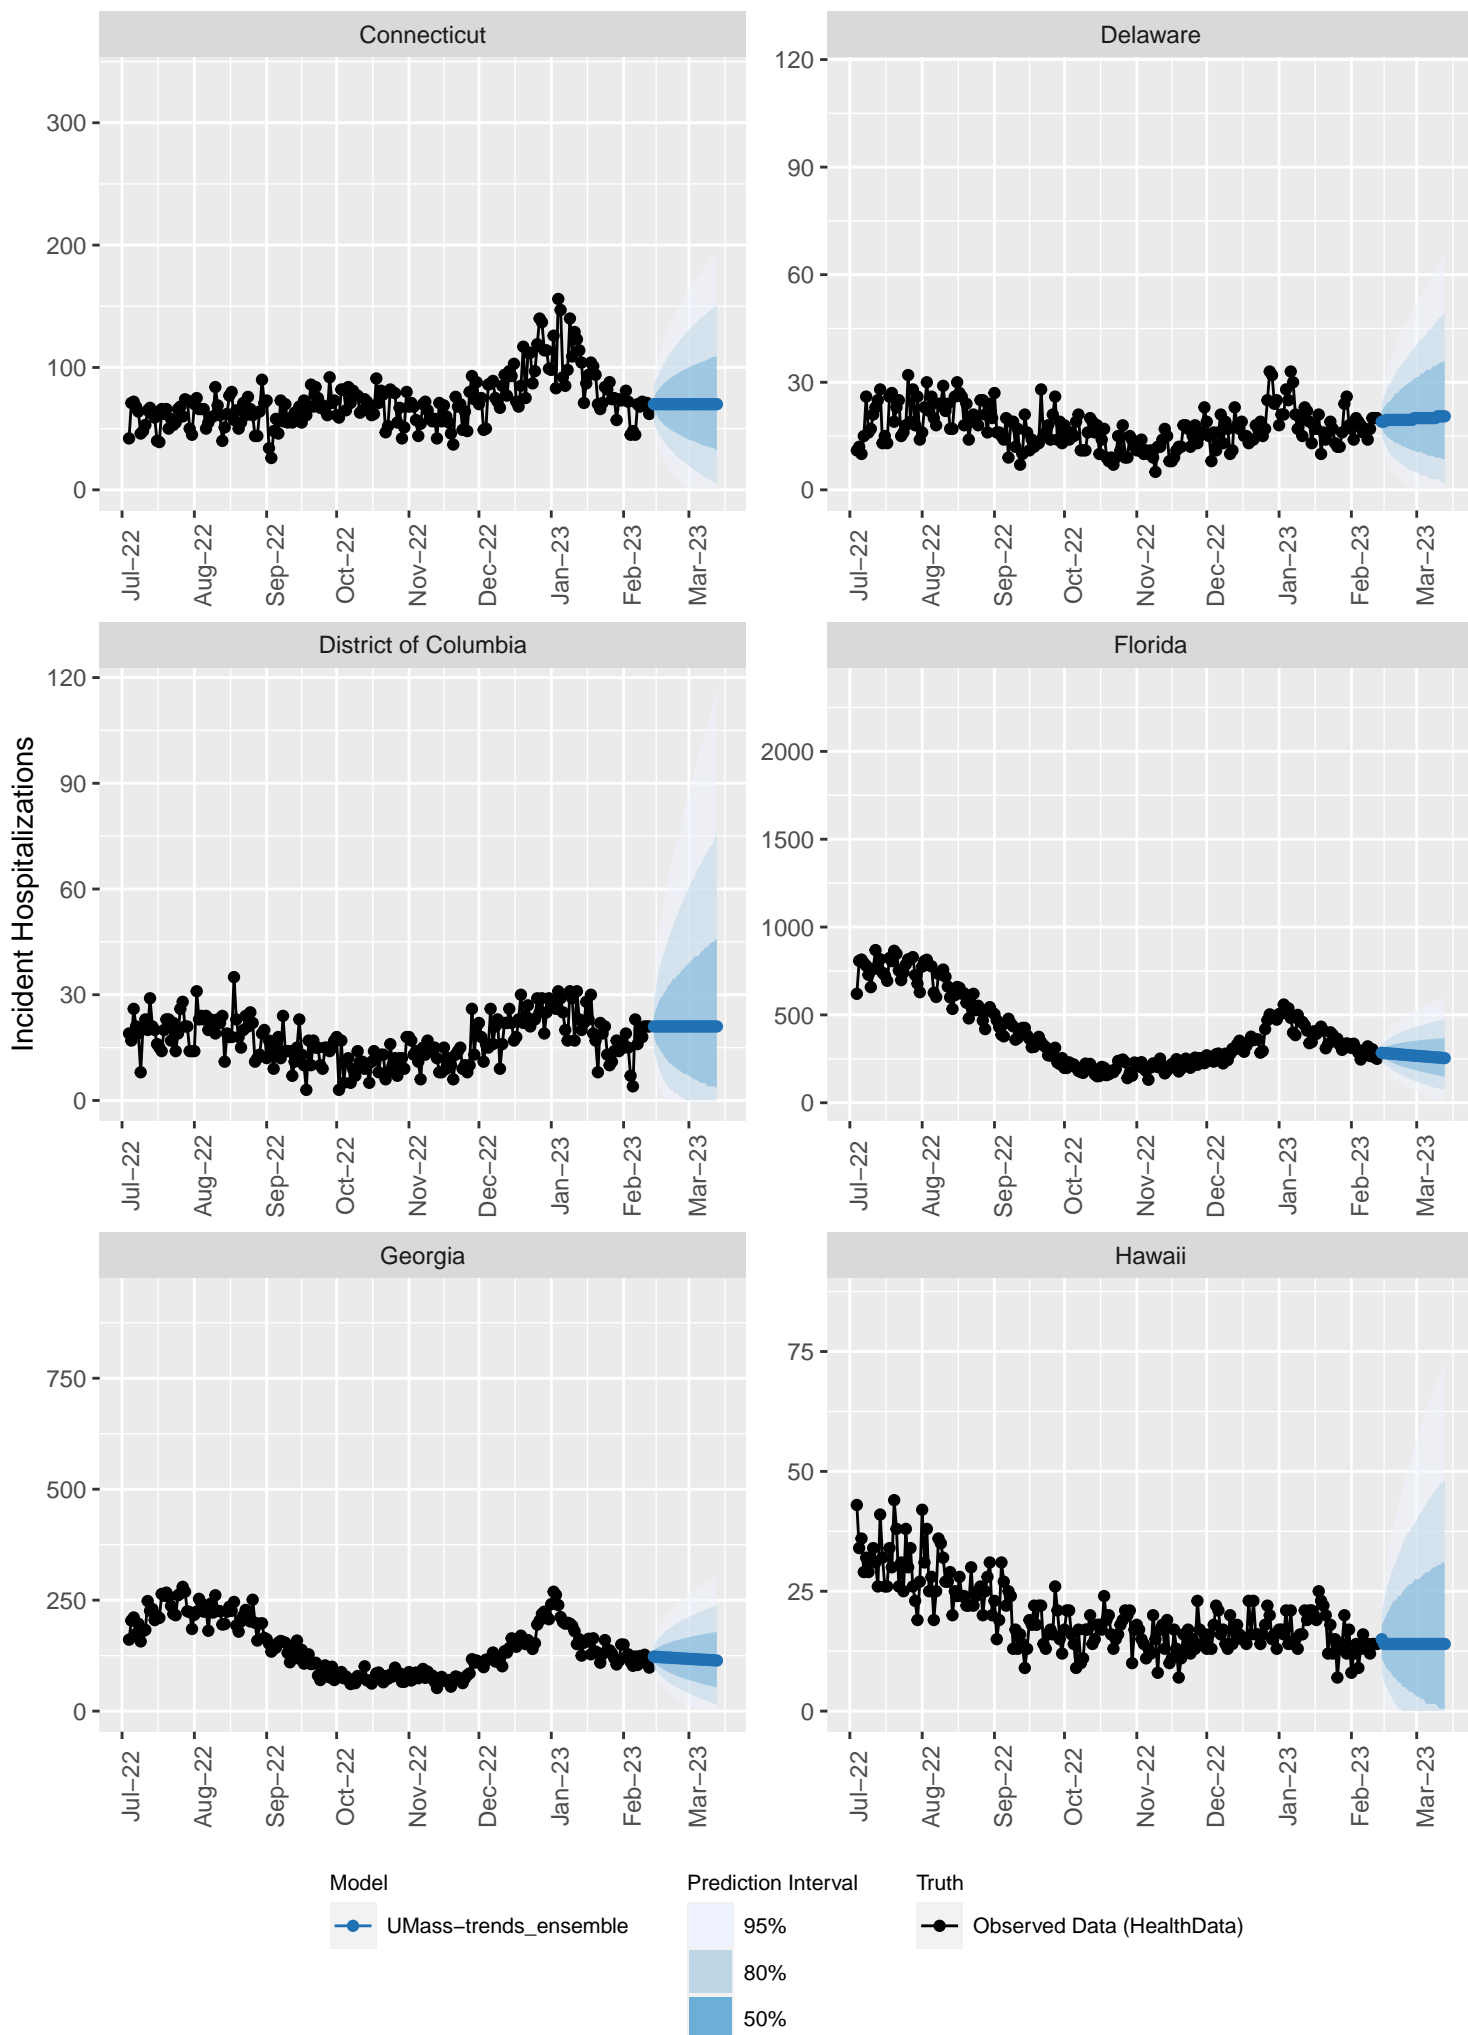 Connecticut
Delaware
300
200
100
0
120
90
60
30
0
Jul−22
Aug−22
Sep−22
Oct−22
Nov−22
Dec−22
Jan−23
Feb−23
Mar−23
Jul−22
Aug−22
Sep−22
Oct−22
Nov−22
Dec−22
Jan−23
Feb−23
Mar−23
District of Columbia
Florida
Incident Hospitalizations
120
90
60
30
0
2000
1500
1000
500
0
Jul−22
Aug−22
Sep−22
Oct−22
Nov−22
Dec−22
Jan−23
Feb−23
Mar−23
Jul−22
Aug−22
Sep−22
Oct−22
Nov−22
Dec−22
Jan−23
Feb−23
Mar−23
Georgia
Hawaii
750
500
250
0
75
50
25
0
Jul−22
Aug−22
Sep−22
Oct−22
Nov−22
Dec−22
Jan−23
Feb−23
Mar−23
Jul−22
Aug−22
Sep−22
Oct−22
Nov−22
Dec−22
Jan−23
Feb−23
Mar−23
Model
UMass−trends_ensemble
Prediction Interval
95%
80%
50%
Truth
Observed Data (HealthData)